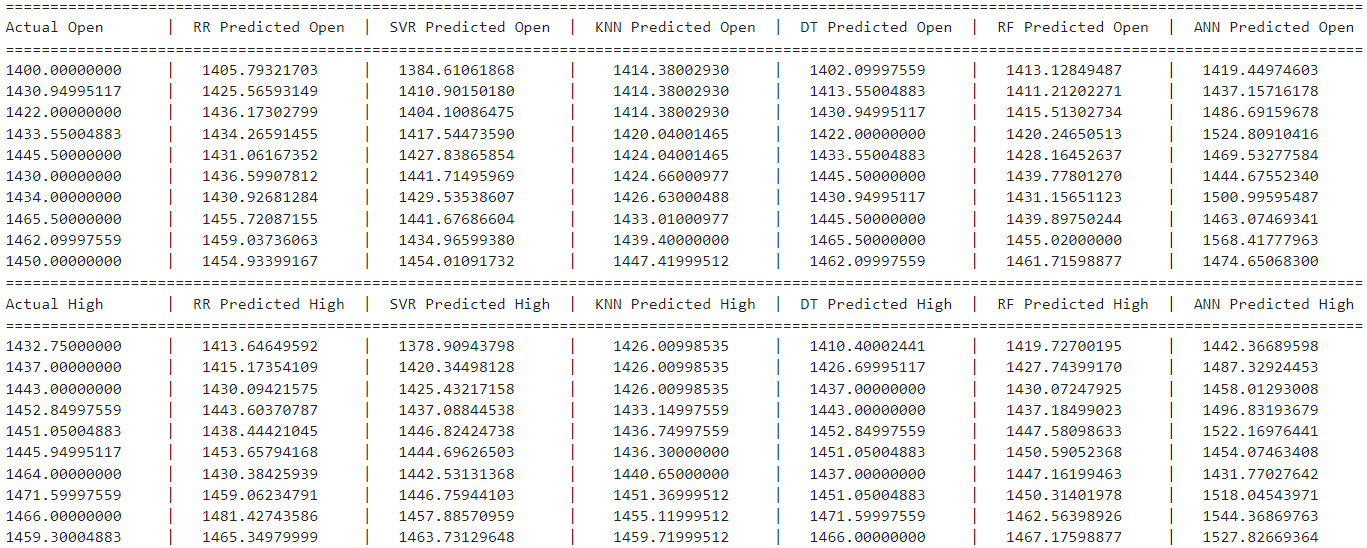 ===========================================================================================================================================================
Actual Open | RR Predicted Open | SVR Predicted Open | KNN Predicted Open | DT Predicted Open | RF Predicted Open | ANN Predicted Open
===========================================================================================================================================================
1400.00000000 | 1405.79321703 | 1384.61061868 | 1414.38002930 | 1402.09997559 | 1413.12849487 | 1419.44974603
1430.94995117 | 1425.56593149 | 1410.90150180 | 1414.38002930 | 1413.55004883 | 1411.21202271 | 1437.15716178
1422.00000000 | 1436.17302799 | 1404.10086475 | 1414.38002930 | 1430.94995117 | 1415.51302734 | 1486.69159678
1433.55004883 | 1434.26591455 | 1417.54473590 | 1420.04001465 | 1422.00000000 | 1420.24650513 | 1524.80910416
1445.50000000 | 1431.06167352 | 1427.83865854 | 1424.04001465 | 1433.55004883 | 1428.16452637 | 1469.53277584
1430.00000000 | 1436.59907812 | 1441.71495969 | 1424.66000977 | 1445.50000000 | 1439.77801270 | 1444.67552340
1434.00000000 | 1430.92681284 | 1429.53538607 | 1426.63000488 | 1430.94995117 | 1431.15651123 | 1500.99595487
1465.50000000 | 1455.72087155 | 1441.67686604 | 1433.01000977 | 1445.50000000 | 1439.89750244 | 1463.07469341
1462.09997559 | 1459.03736063 | 1434.96599380 | 1439.40000000 | 1465.50000000 | 1455.02000000 | 1568.41777963
1450.00000000 | 1454.93399167 | 1454.01091732 | 1447.41999512 | 1462.09997559 | 1461.71598877 | 1474.65068300
===========================================================================================================================================================
Actual High | RR Predicted High | SVR Predicted High | KNN Predicted High | DT Predicted High | RF Predicted High | ANN Predicted High
===========================================================================================================================================================
1432.75000000 | 1413.64649592 | 1378.90943798 | 1426.00998535 | 1410.40002441 | 1419.72700195 | 1442.36689598
1437.00000000 | 1415.17354109 | 1420.34498128 | 1426.00998535 | 1426.69995117 | 1427.74399170 | 1487.32924453
1443.00000000 | 1430.09421575 | 1425.43217158 | 1426.00998535 | 1437.00000000 | 1430.07247925 | 1458.01293008
1452.84997559 | 1443.60370787 | 1437.08844538 | 1433.14997559 | 1443.00000000 | 1437.18499023 | 1496.83193679
1451.05004883 | 1438.44421045 | 1446.82424738 | 1436.74997559 | 1452.84997559 | 1447.58098633 | 1522.16976441
1445.94995117 | 1453.65794168 | 1444.69626503 | 1436.30000000 | 1451.05004883 | 1450.59052368 | 1454.07463408
1464.00000000 | 1430.38425939 | 1442.53131368 | 1440.65000000 | 1437.00000000 | 1447.16199463 | 1431.77027642
1471.59997559 | 1459.06234791 | 1446.75944103 | 1451.36999512 | 1451.05004883 | 1450.31401978 | 1518.04543971
1466.00000000 | 1481.42743586 | 1457.88570959 | 1455.11999512 | 1471.59997559 | 1462.56398926 | 1544.36869763
1459.30004883 | 1465.34979999 | 1463.73129648 | 1459.71999512 | 1466.00000000 | 1467.17598877 | 1527.82669364